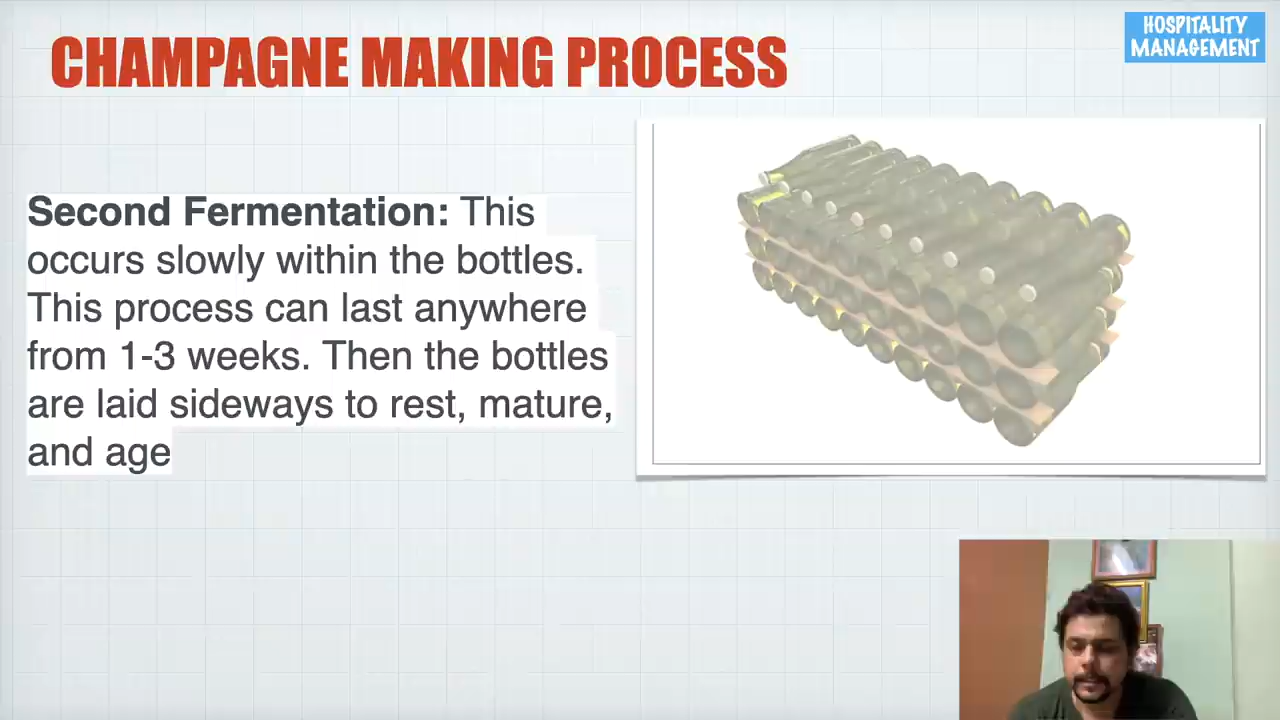 CHAMPAGNE MAKING PROCESS
HOSPITALITY
MANAGEMENT
Second Fermentation: This
occurs slowly within the bottles.
This process can last anywhere
from 1-3 weeks. Then the bottles
are laid sideways to rest, mature,
and age